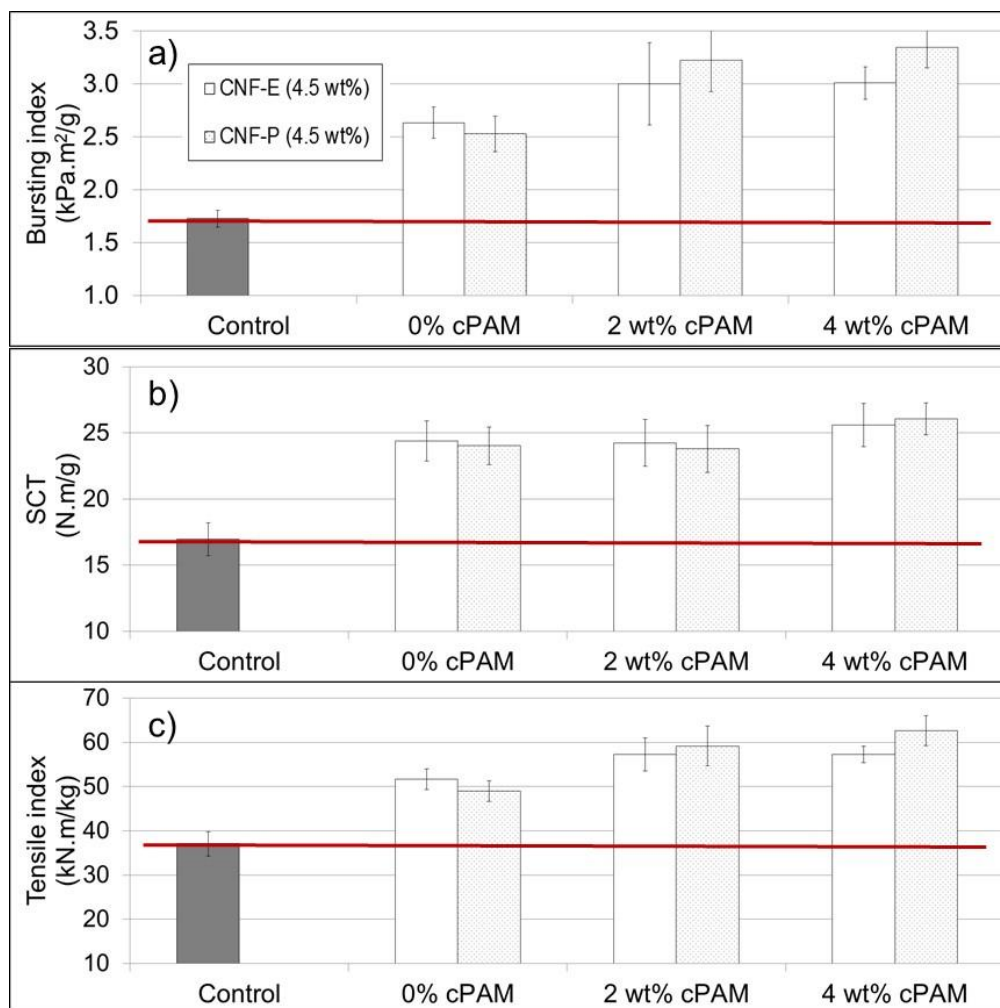 a)
CNF-E (4.5 wt%)
CNF-P (4.5 wt%)
Bursting index
(kPa.m²/g)
3.5
3.0
2.5
2.0
1.5
1.0
Control 0% cPAM 2 wt% cPAM 4 wt% cPAM
b)
SCT
(N.m/g)
30
25
20
15
10
Control 0% cPAM 2 wt% cPAM 4 wt% cPAM
c)
Tensile index
(kN.m/kg)
70
60
50
40
30
20
10
Control 0% cPAM 2 wt% cPAM 4 wt% cPAM